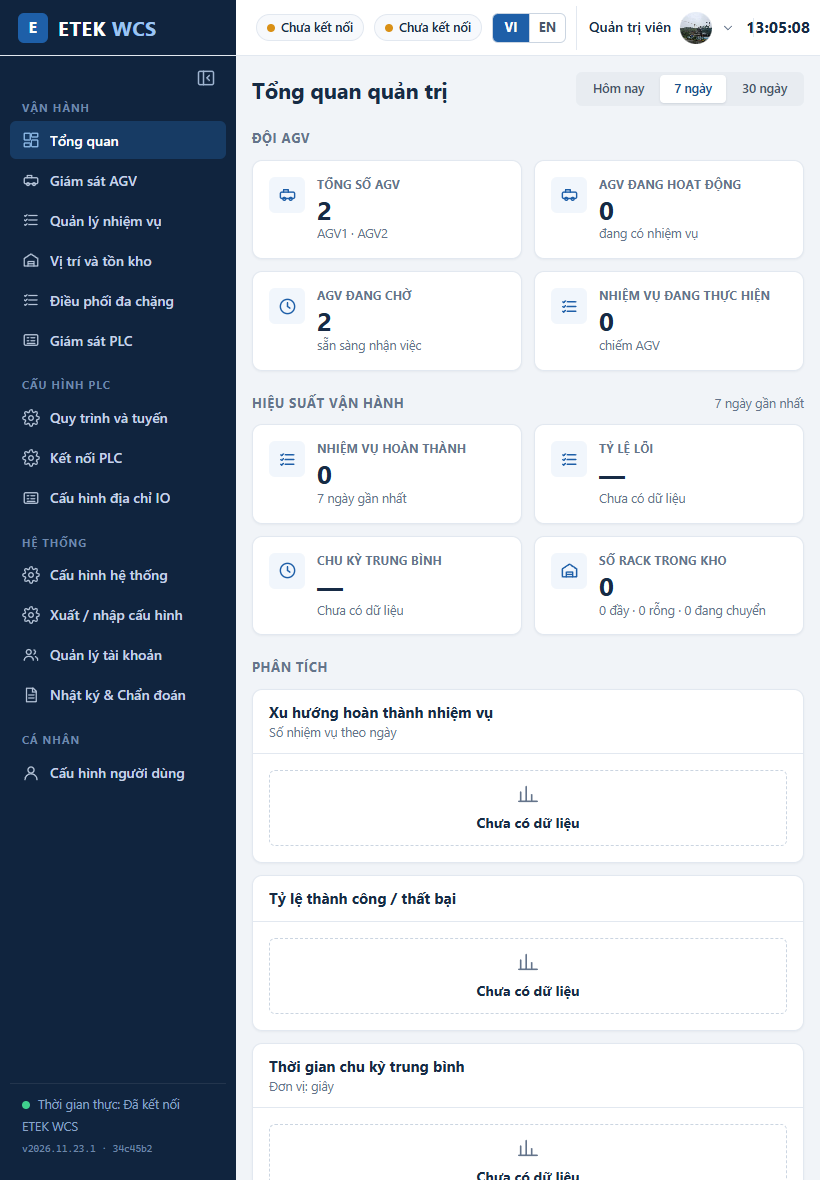 E ETEK WCS
Chưa kết nối
Chưa kết nối
VI EN
Quản trị viên
13:05:08
VẬN HÀNH
Tổng quan
Giám sát AGV
Quản lý nhiệm vụ
Vị trí và tồn kho
Điều phối đa chặng
Giám sát PLC
CẤU HÌNH PLC
Quy trình và tuyến
Kết nối PLC
Cấu hình địa chỉ IO
HỆ THỐNG
Cấu hình hệ thống
Xuất / nhập cấu hình
Quản lý tài khoản
Nhật ký & Chẩn đoán
CÁ NHÂN
Cấu hình người dùng
Thời gian thực: Đã kết nối
ETEK WCS
v2026.11.23.1 · 34c45b2
Tổng quan quản trị
Hôm nay 7 ngày 30 ngày
ĐỘI AGV
TỔNG SỐ AGV
2
AGV1 · AGV2
AGV ĐANG HOẠT ĐỘNG
0
đang có nhiệm vụ
AGV ĐANG CHỜ
2
sẵn sàng nhận việc
NHIỆM VỤ ĐANG THỰC HIỆN
0
chiếm AGV
HIỆU SUẤT VẬN HÀNH
7 ngày gần nhất
NHIỆM VỤ HOÀN THÀNH
0
7 ngày gần nhất
TỶ LỆ LỖI
—
Chưa có dữ liệu
CHU KỲ TRUNG BÌNH
—
Chưa có dữ liệu
SỐ RACK TRONG KHO
0
0 đầy · 0 rỗng · 0 đang chuyển
PHÂN TÍCH
Xu hướng hoàn thành nhiệm vụ
Số nhiệm vụ theo ngày
Chưa có dữ liệu
Tỷ lệ thành công / thất bại
Chưa có dữ liệu
Thời gian chu kỳ trung bình
Đơn vị: giây
Chưa có dữ liệu